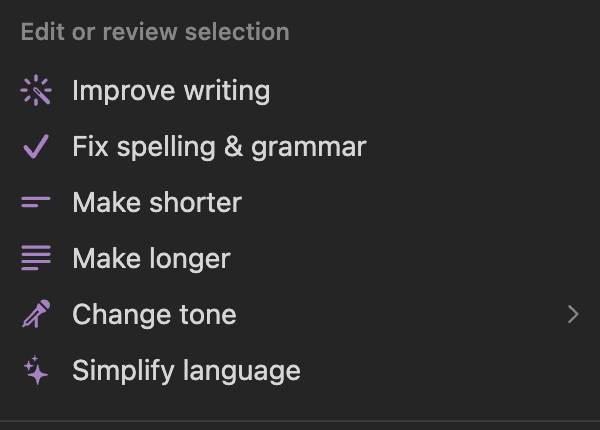 Edit or review selection
Improve writing
Fix spelling & grammar
Make shorter
Make longer
Change tone
Simplify language